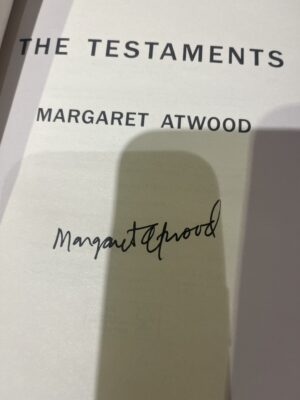 THE TESTAMENTS
MARGARET ATWOOD
Margaret Atwood